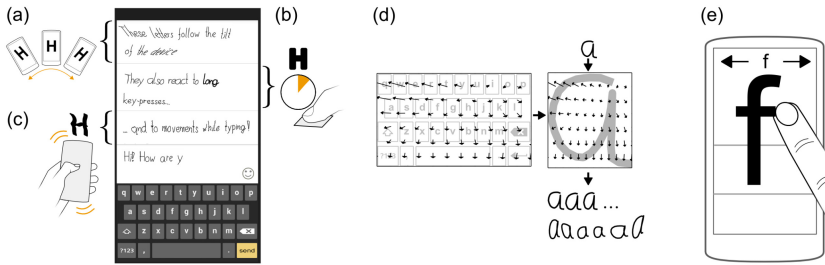 (a)
H H H
These letters follow the tilt
of the device
(b)
H
They also react to long
key-presses...
(c)
H
... and to movements while typing!!
Hi! How are y
q w e r t y u i o p
a s d f g h j k l
z x c v b n m
?123 , . send
(d)
q w e r t y u i o p
a s d f g h j k l
z x c v b n m
a
a
aaa...
aaaaaa
(e)
f
f